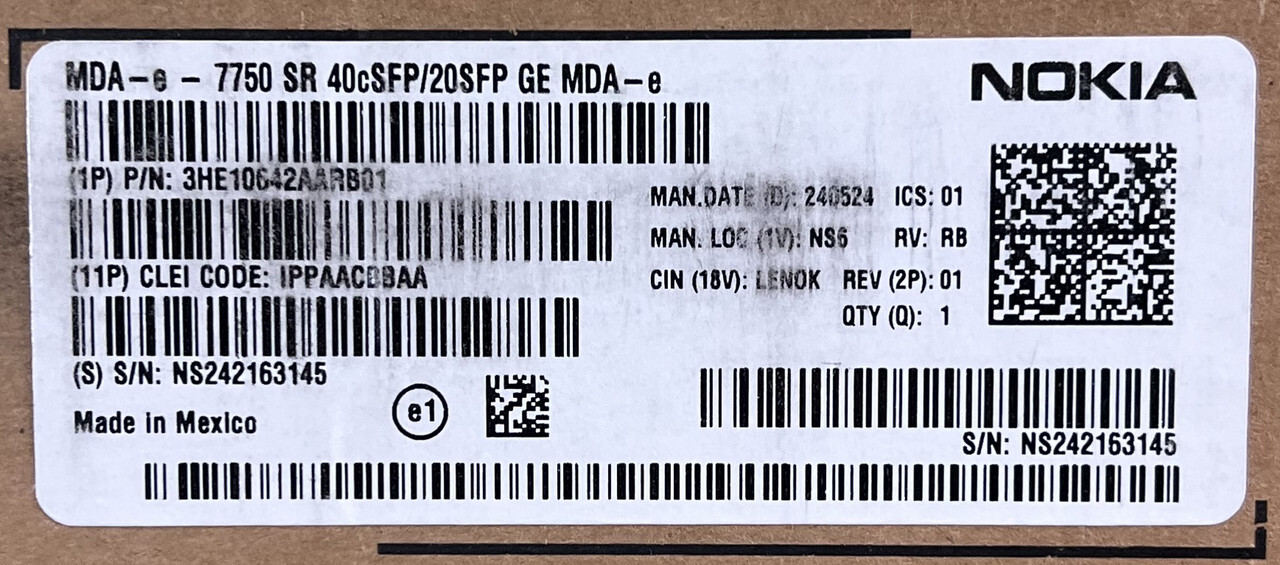 MDA-e - 7750 SR 40cSFP/20SFP GE MDA-e
NOKIA
(1P) P/N: 3HE10642AARB01
MAN.DATE (D): 240524 ICS: 01
MAN. LOC (1V): NS6 RV: RB
(11P) CLEI CODE:
CIN (18V): LENOK REV (2P): 01
QTY (Q): 1
(S) S/N: NS242163145
e1
Made in Mexico
S/N: NS242163145